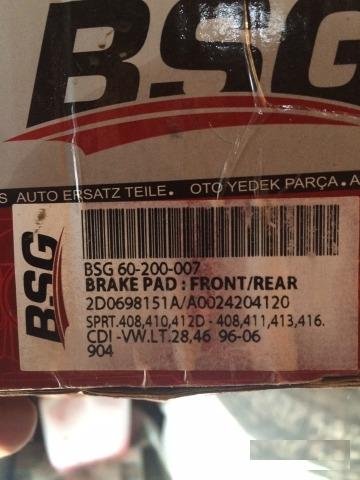 BSG
S AUTO ERSATZ TEILE. OTO YEDEK PARÇA. A
BSG
BSG 60-200-007
BRAKE PAD : FRONT/REAR
2D0698151A/A0024204120
SPRT.408,410,412D - 408,411,413,416.
CDI -VW.LT.28,46 96-06
904